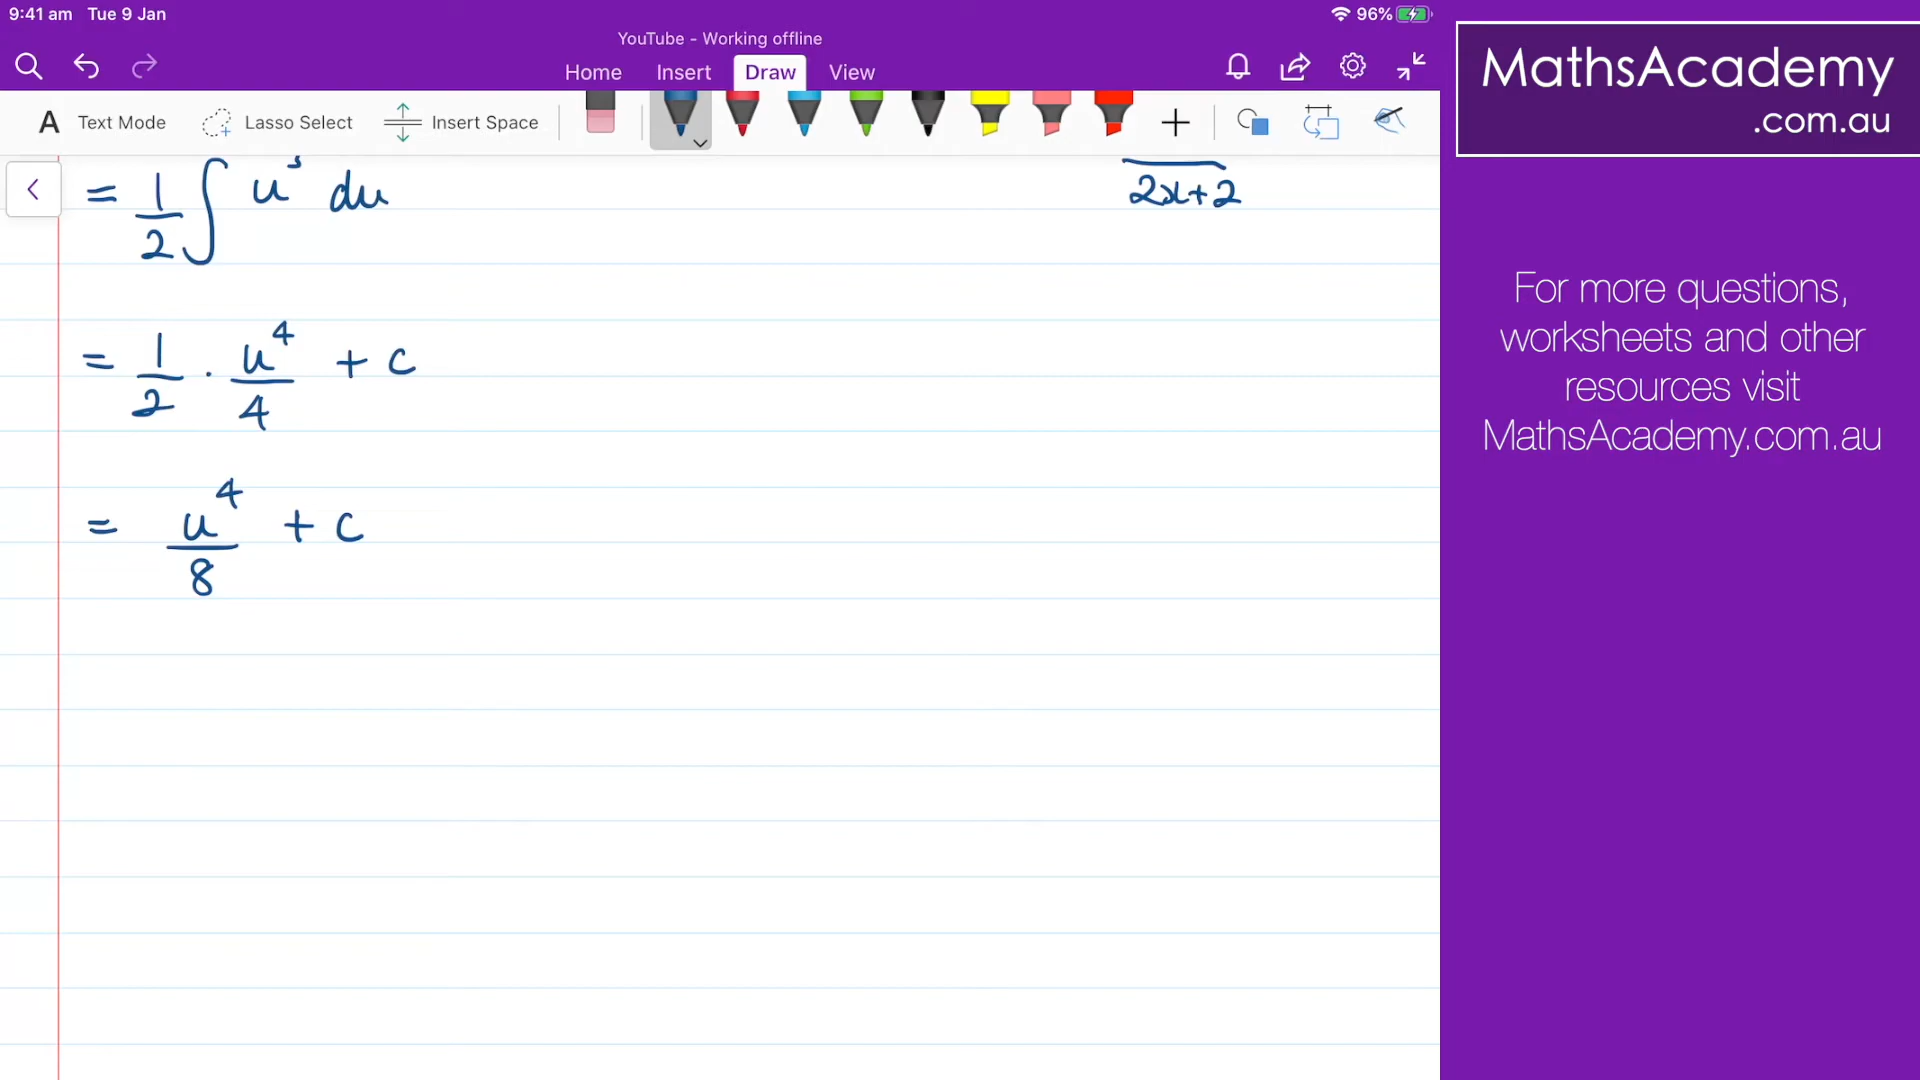 9:41 am Tue 9 Jan 96%
YouTube - Working offline
Home Insert Draw View
A Text Mode Lasso Select Insert Space
= 1/2 ∫ u³ du
2x+2
= 1/2 · u⁴/4 + c
= u⁴/8 + c
MathsAcademy
.com.au
For more questions,
worksheets and other
resources visit
MathsAcademy.com.au